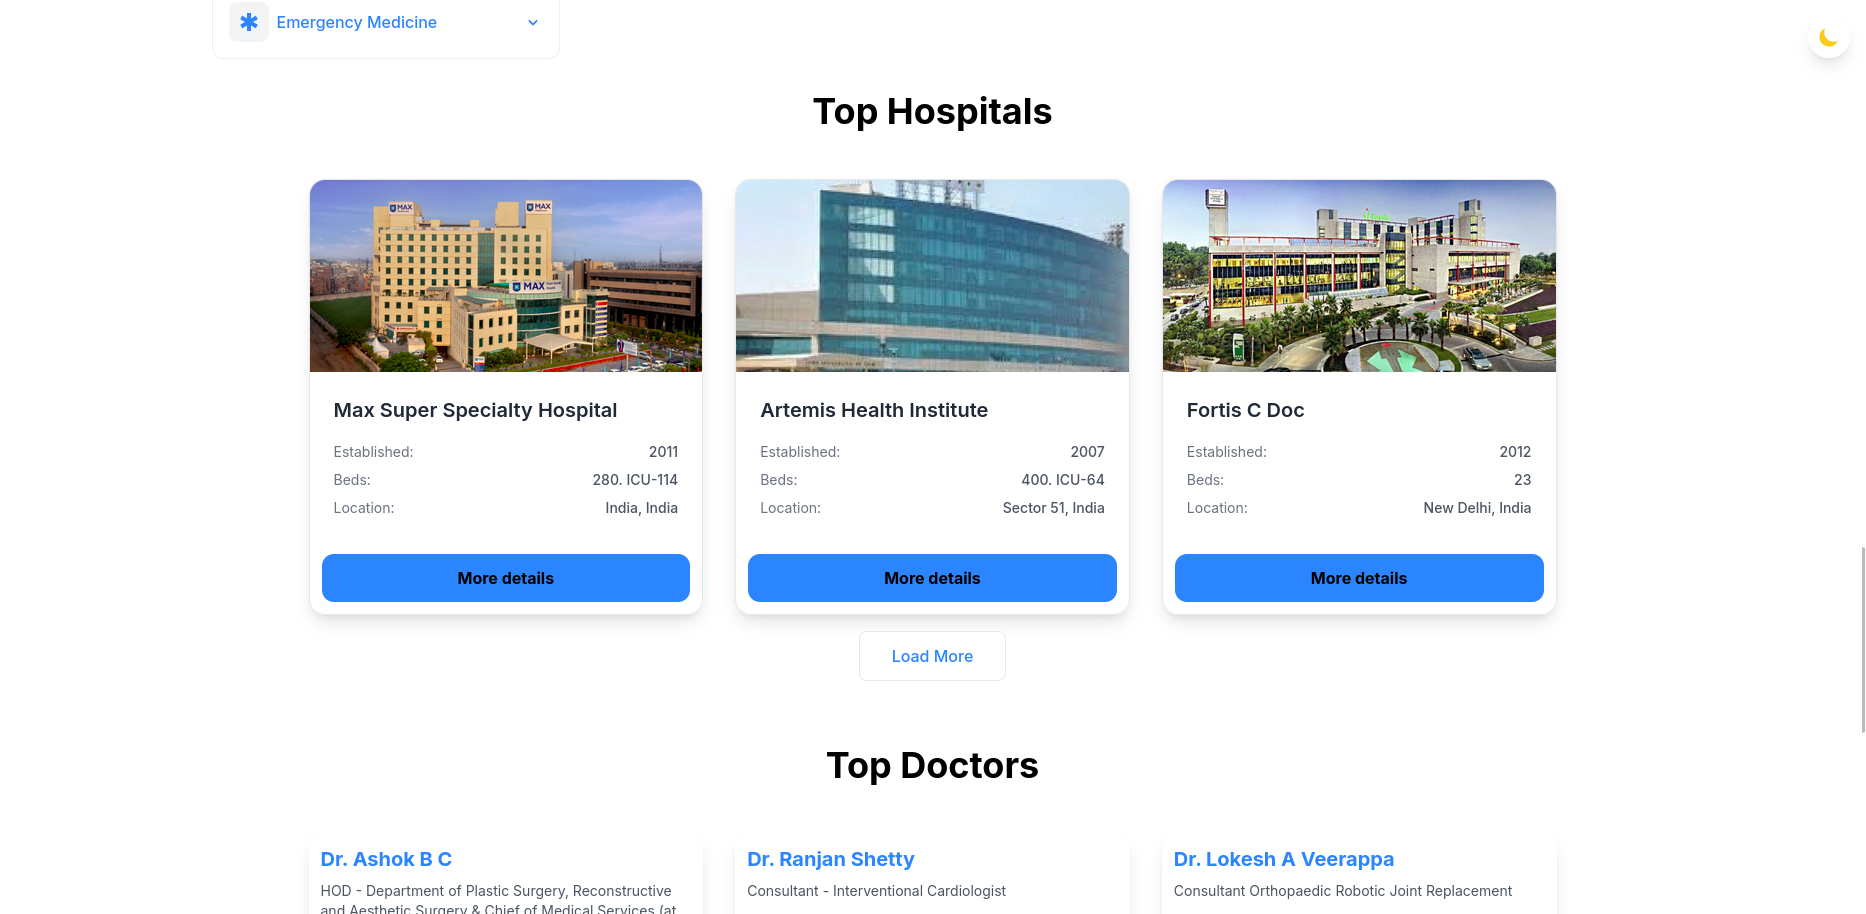 Emergency Medicine
Top Hospitals
MAX
MAX
MAX
Max Super Specialty Hospital
Established: 2011
Beds: 280. ICU-114
Location: India, India
More details
Artemis Health Institute
Established: 2007
Beds: 400. ICU-64
Location: Sector 51, India
More details
Fortis C Doc
Established: 2012
Beds: 23
Location: New Delhi, India
More details
Load More
Top Doctors
Dr. Ashok B C
HOD - Department of Plastic Surgery, Reconstructive
and Aesthetic Surgery & Chief of Medical Services (at
Dr. Ranjan Shetty
Consultant - Interventional Cardiologist
Dr. Lokesh A Veerappa
Consultant Orthopaedic Robotic Joint Replacement